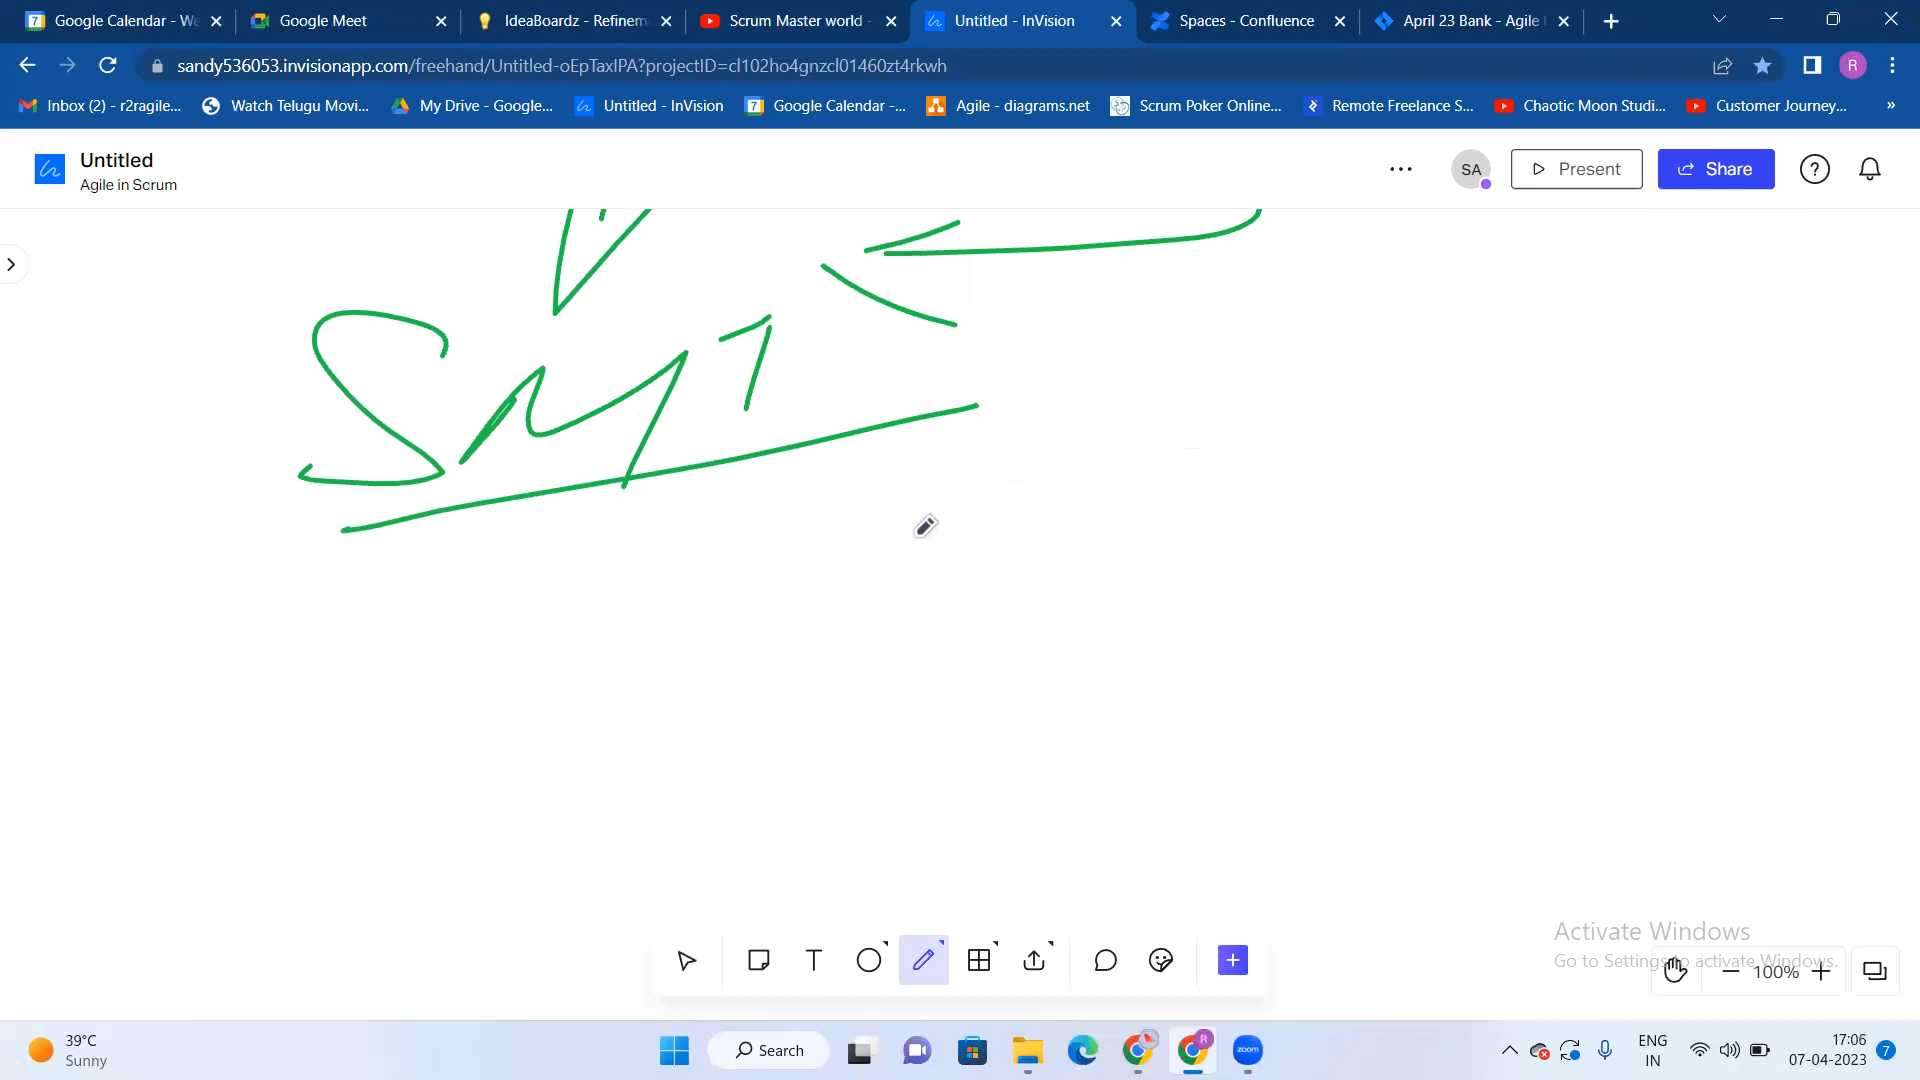 Google Calendar - We
Google Meet
IdeaBoardz - Refinem
Scrum Master world -
Untitled - InVision
Spaces - Confluence
April 23 Bank - Agile
sandy536053.invisionapp.com/freehand/Untitled-oEpTaxIPA?projectID=cl102ho4gnzcl01460zt4rkwh
R
Inbox (2) - r2ragile...
Watch Telugu Movi...
My Drive - Google...
Untitled - InVision
Google Calendar -...
Agile - diagrams.net
Scrum Poker Online...
Remote Freelance S...
Chaotic Moon Studi...
Customer Journey...
»
Untitled
Agile in Scrum
SA
Present
Share
SM
Activate Windows
Go to Settings to activate Windows.
100%
39°C
Sunny
Search
zoom
ENG
IN
17:06
07-04-2023
7